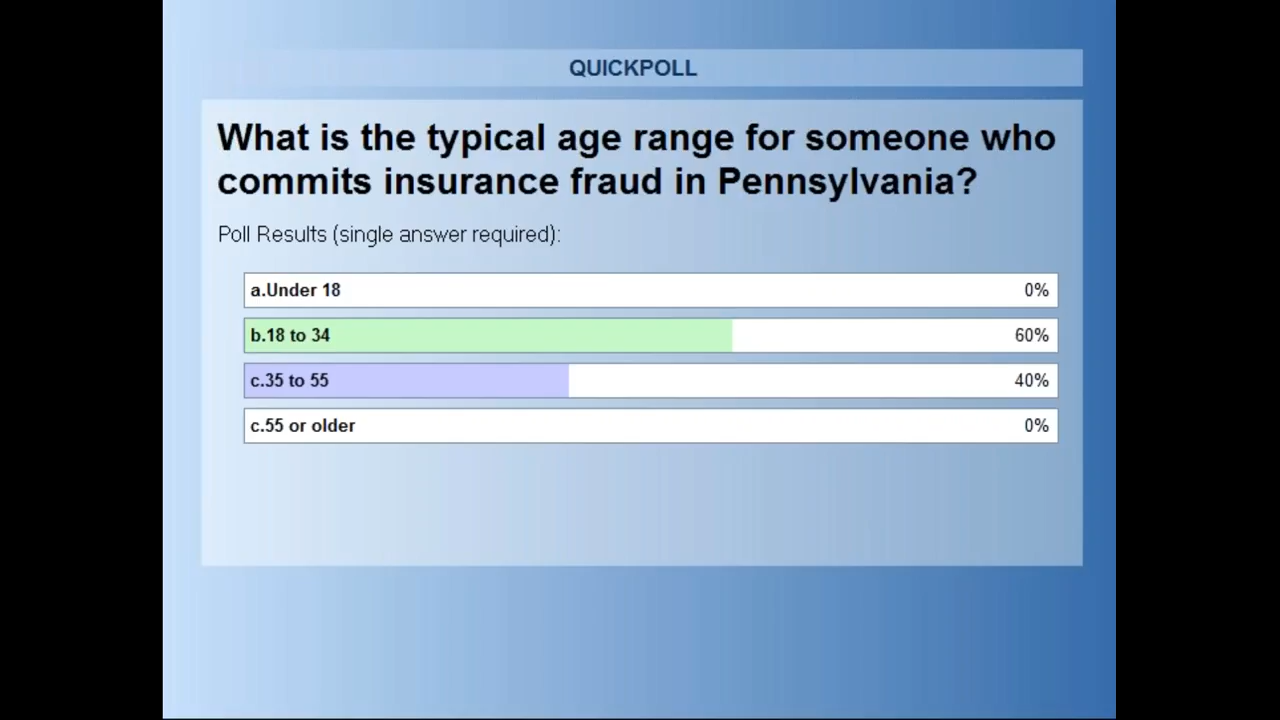 QUICKPOLL
What is the typical age range for someone who
commits insurance fraud in Pennsylvania?
Poll Results (single answer required):
a.Under 18 0%
b.18 to 34 60%
c.35 to 55 40%
c.55 or older 0%